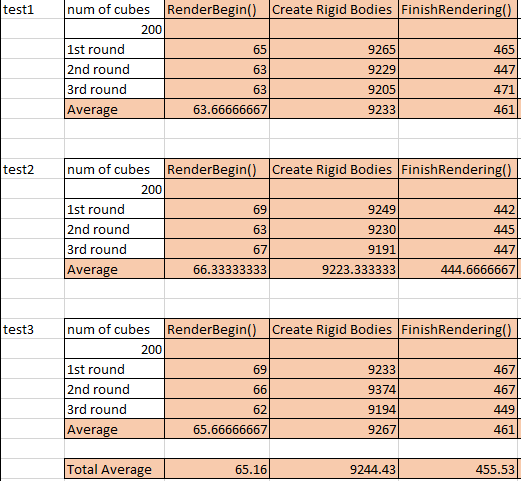 test1 num of cubes RenderBegin() Create Rigid Bodies FinishRendering()
200
1st round 65 9265 465
2nd round 63 9229 447
3rd round 63 9205 471
Average 63.66666667 9233 461
test2 num of cubes RenderBegin() Create Rigid Bodies FinishRendering()
200
1st round 69 9249 442
2nd round 63 9230 445
3rd round 67 9191 447
Average 66.33333333 9223.333333 444.6666667
test3 num of cubes RenderBegin() Create Rigid Bodies FinishRendering()
200
1st round 69 9233 467
2nd round 66 9374 467
3rd round 62 9194 449
Average 65.66666667 9267 461
Total Average 65.16 9244.43 455.53